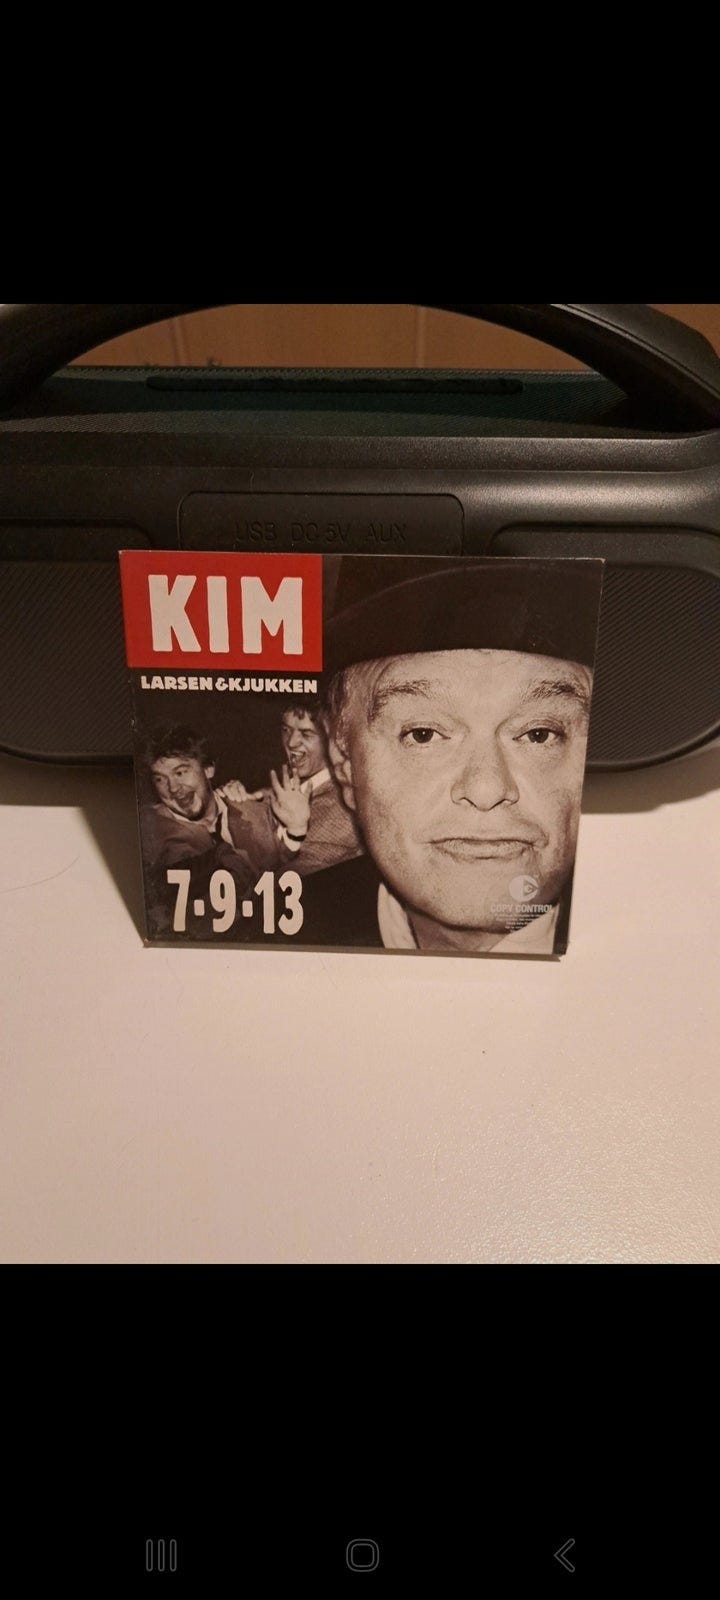 USB DC 5V AUX
KIM
LARSEN & KJUKKEN
7-9-13
COPY CONTROL